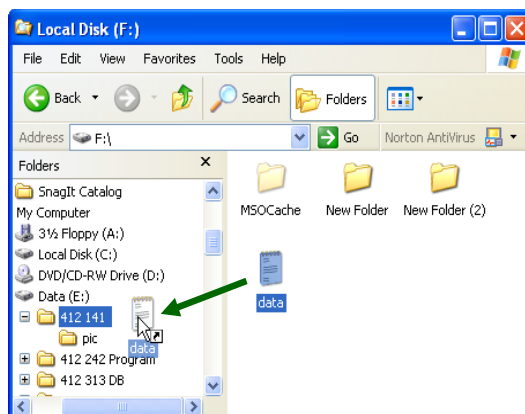 Local Disk (F:)
File Edit View Favorites Tools Help
Back Search Folders
Address F:\ Go Norton AntiVirus
Folders x
SnagIt Catalog
My Computer
3½ Floppy (A:)
Local Disk (C:)
DVD/CD-RW Drive (D:)
Data (E:)
412 141
pic
412 242 Program
412 313 DB
data
MSOCache New Folder New Folder (2)
data